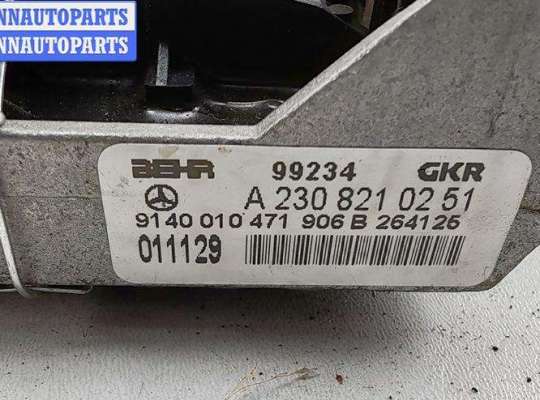 NNAUTOPARTS
NNAUTOPARTS
BEHR 99234 GKR
A 230 821 02 51
9140 010 471 906 B 264125
011129